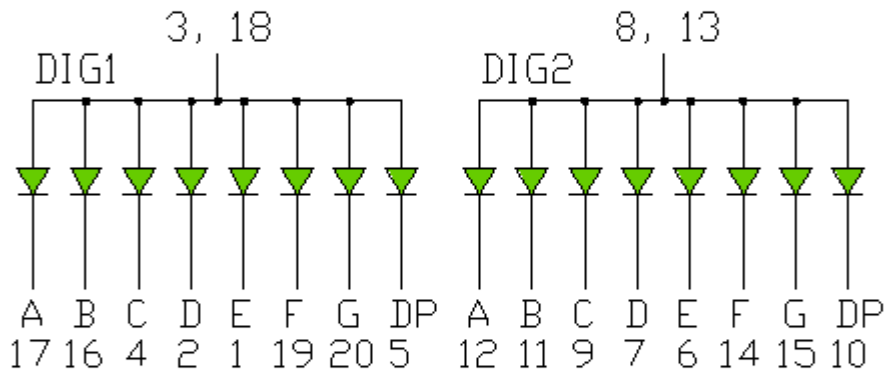 3, 18 8, 13
DIG1 DIG2
A B C D E F G DP A B C D E F G DP
17 16 4 2 1 19 20 5 12 11 9 7 6 14 15 10